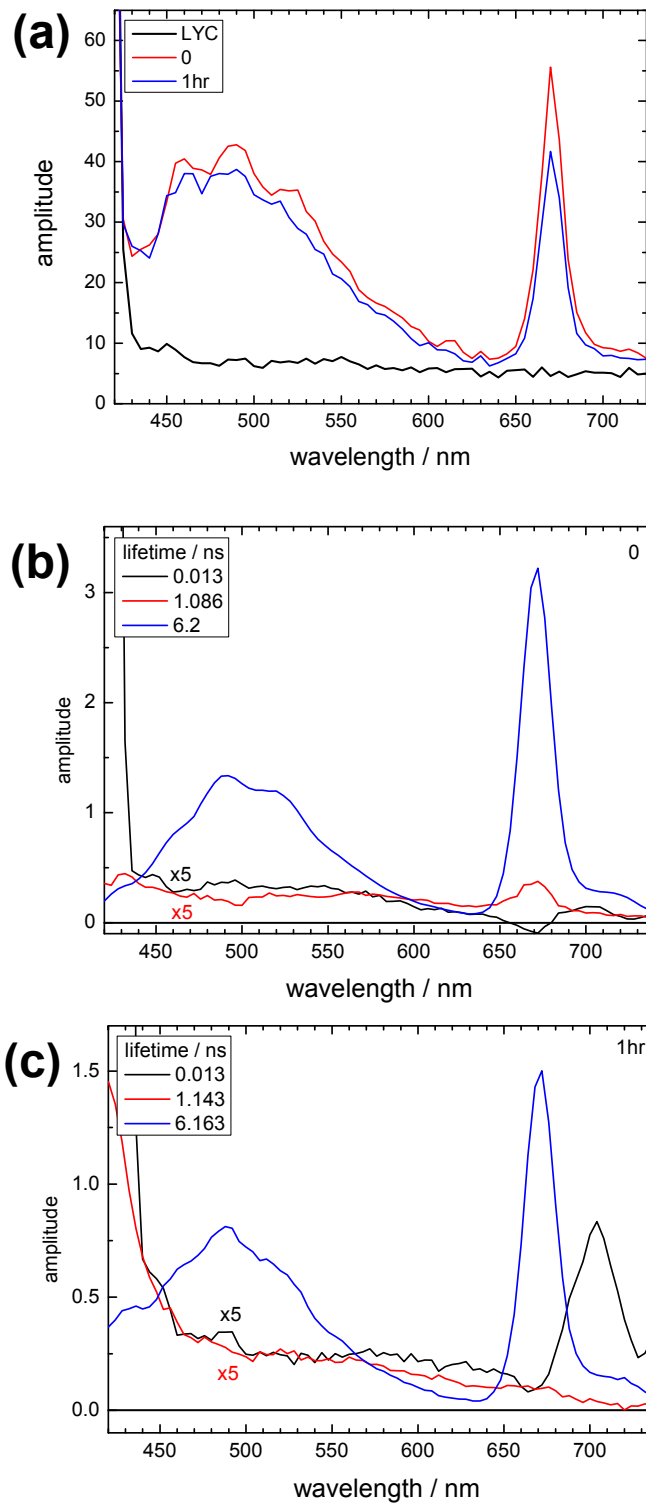 (a)
LYC
0
1hr
60
50
40
30
20
10
0
amplitude
450 500 550 600 650 700
wavelength / nm
(b)
lifetime / ns
0.013
1.086
6.2
0
3
2
1
0
amplitude
x5
x5
450 500 550 600 650 700
wavelength / nm
(c)
lifetime / ns
0.013
1.143
6.163
1hr
1.5
1.0
0.5
0.0
amplitude
x5
x5
450 500 550 600 650 700
wavelength / nm